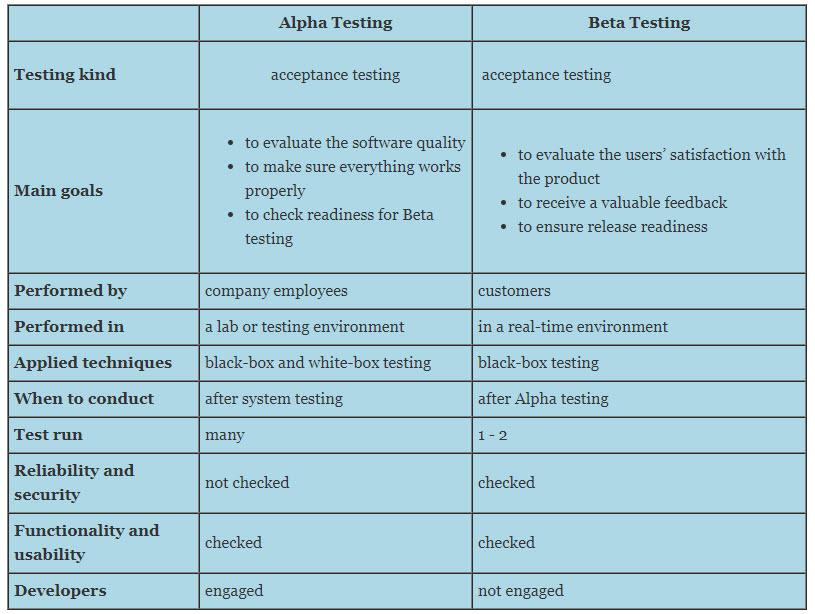 Alpha Testing Beta Testing
Testing kind acceptance testing acceptance testing
Main goals
• to evaluate the software quality
• to make sure everything works
properly
• to check readiness for Beta
testing
• to evaluate the users’ satisfaction with
the product
• to receive a valuable feedback
• to ensure release readiness
Performed by company employees customers
Performed in a lab or testing environment in a real-time environment
Applied techniques black-box and white-box testing black-box testing
When to conduct after system testing after Alpha testing
Test run many 1 - 2
Reliability and
security
not checked checked
Functionality and
usability
checked checked
Developers engaged not engaged